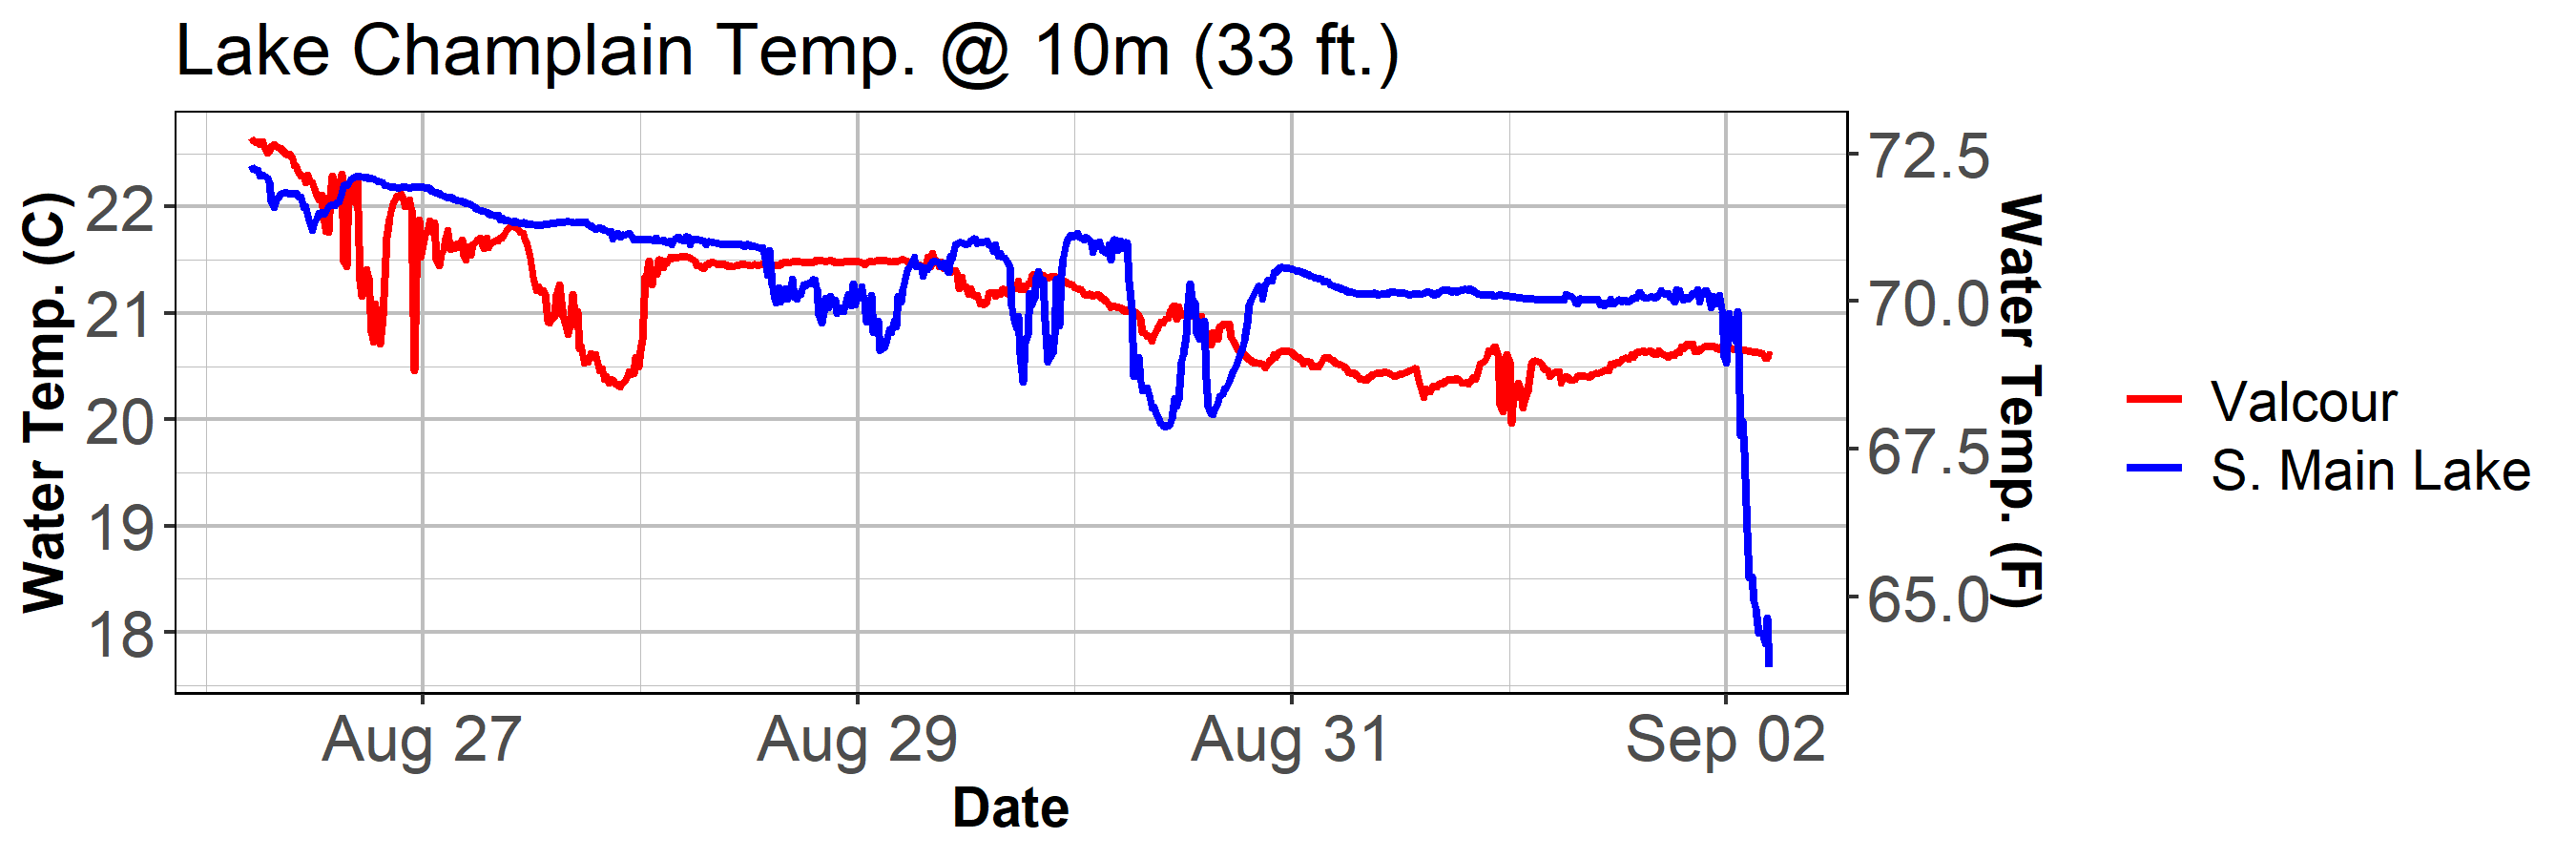 Lake Champlain Temp. @ 10m (33 ft.)
Water Temp. (C)
22
21
20
19
18
72.5
70.0
67.5
65.0
Water Temp. (F)
Aug 27
Aug 29
Aug 31
Sep 02
Date
Valcour
S. Main Lake